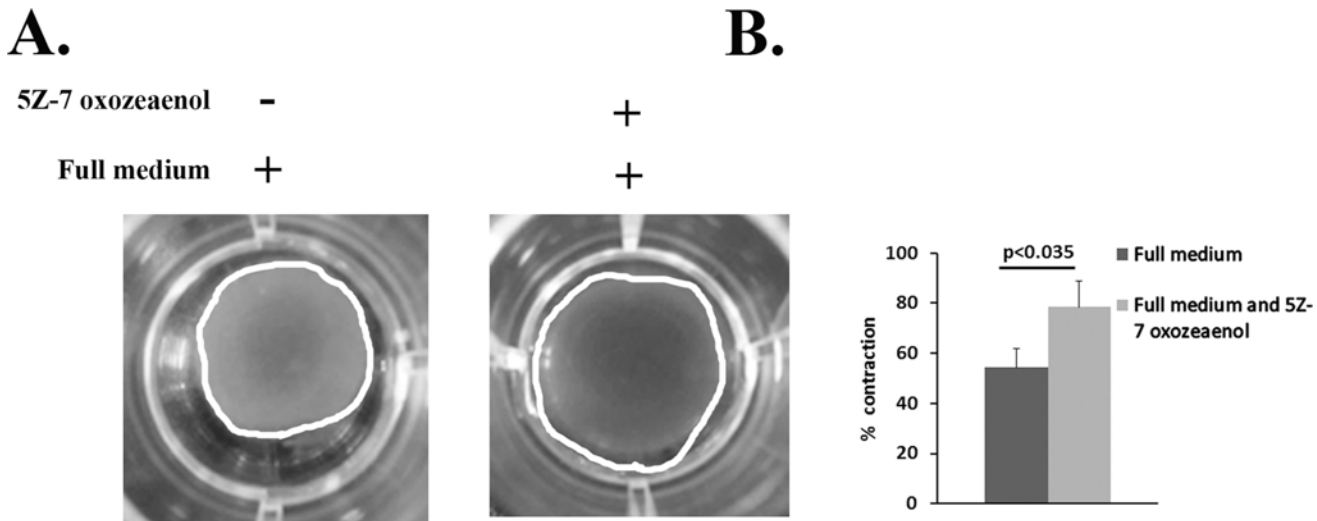 A.
B.
5Z-7 oxozeaenol - +
Full medium + +
100
80
60
40
20
0
% contraction
p<0.035
Full medium
Full medium and 5Z-
7 oxozeaenol